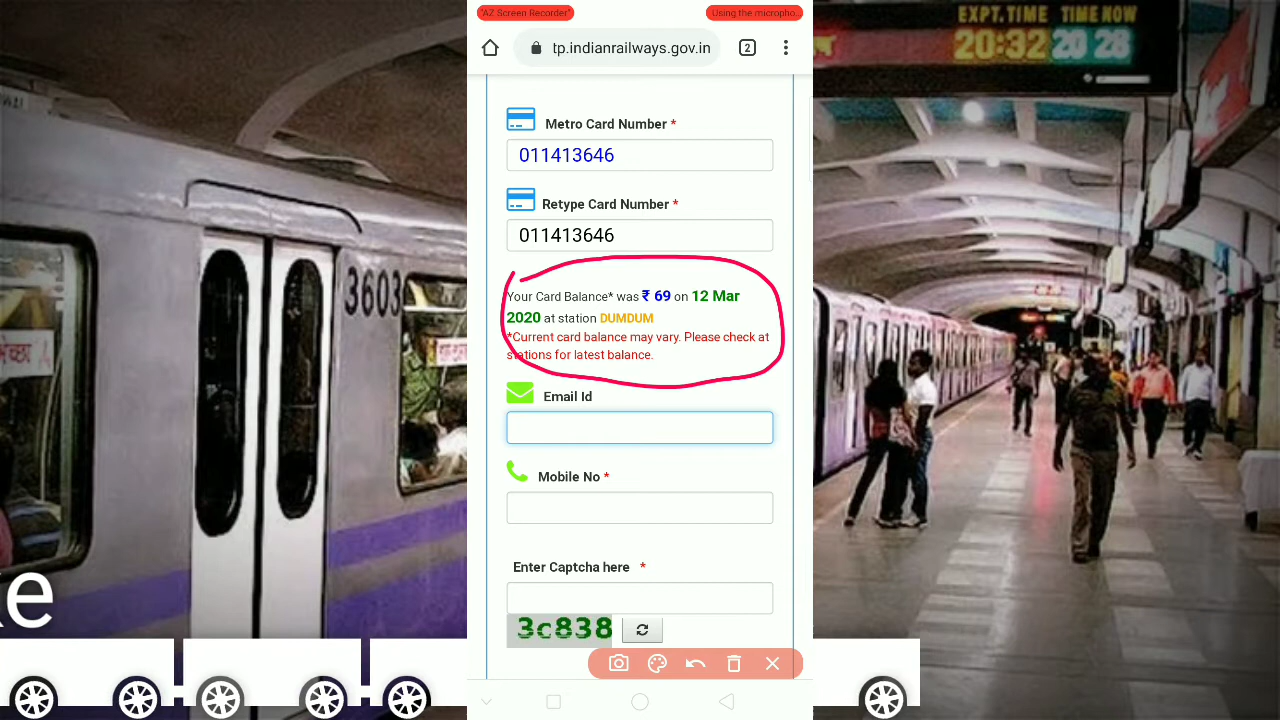 "AZ Screen Recorder"
Using the micropho...
tp.indianrailways.gov.in
2
Metro Card Number *
011413646
Retype Card Number *
011413646
Your Card Balance* was ₹ 69 on 12 Mar
2020 at station DUMDUM
*Current card balance may vary. Please check at
stations for latest balance.
Email Id
Mobile No *
Enter Captcha here *
3c838
EXPT.TIME TIME NOW
20:32 20 28
3603
ke